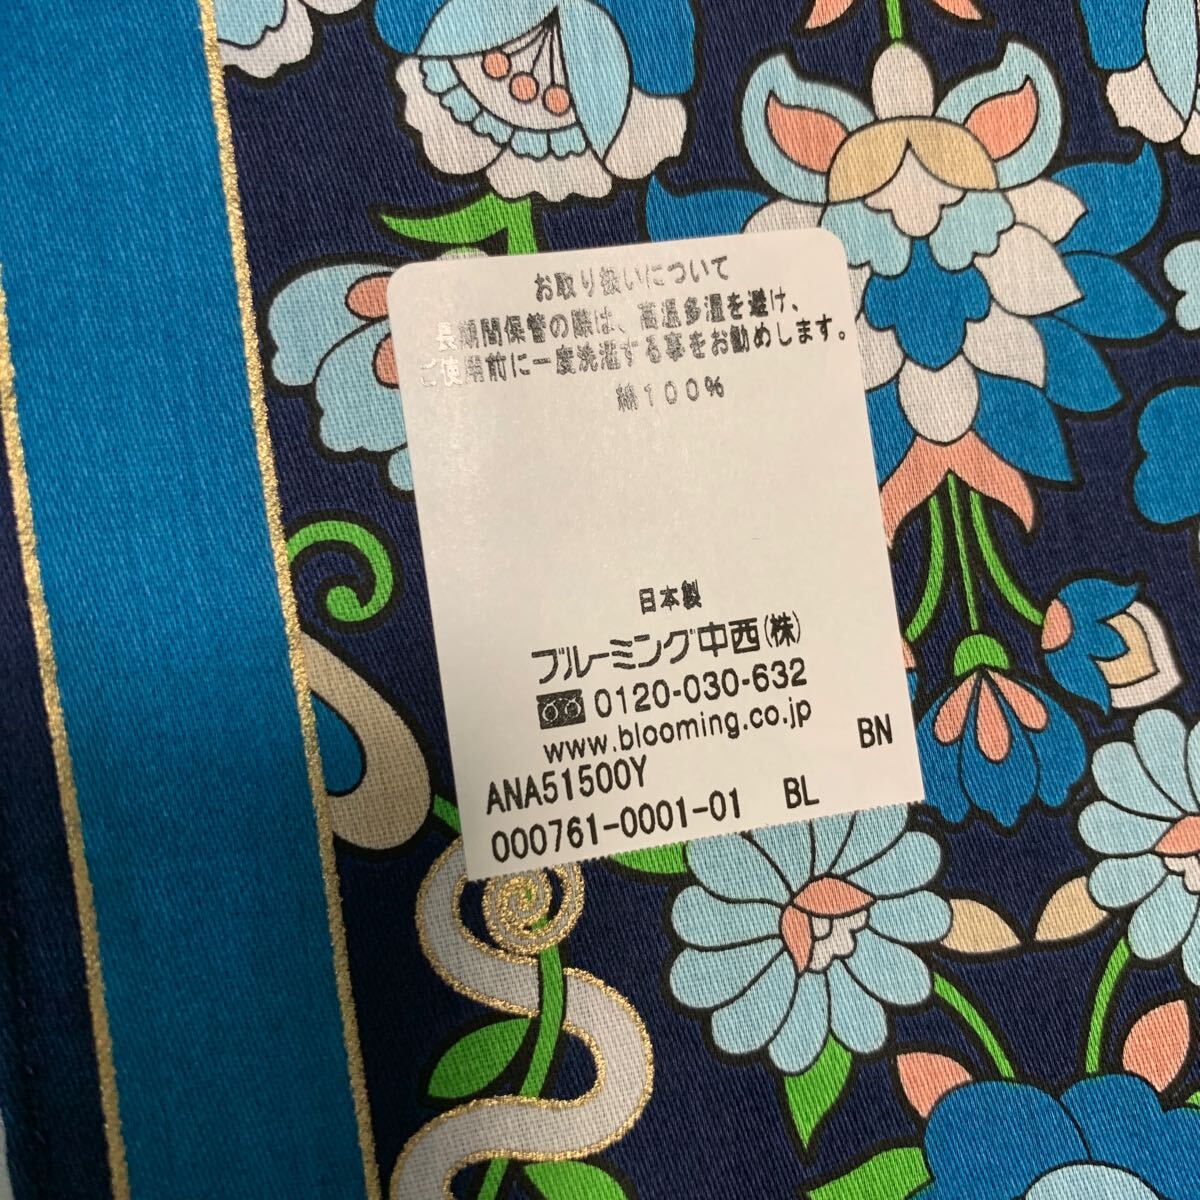 お取り扱いについて
長期間保管の際は、高温多湿を避け、
ご使用前に一度洗濯する事をお勧めします。
綿100%
日本製
ブルーミング中西(株)
0120-030-632
www.blooming.co.jp
BN
ANA51500Y
000761-0001-01 BL